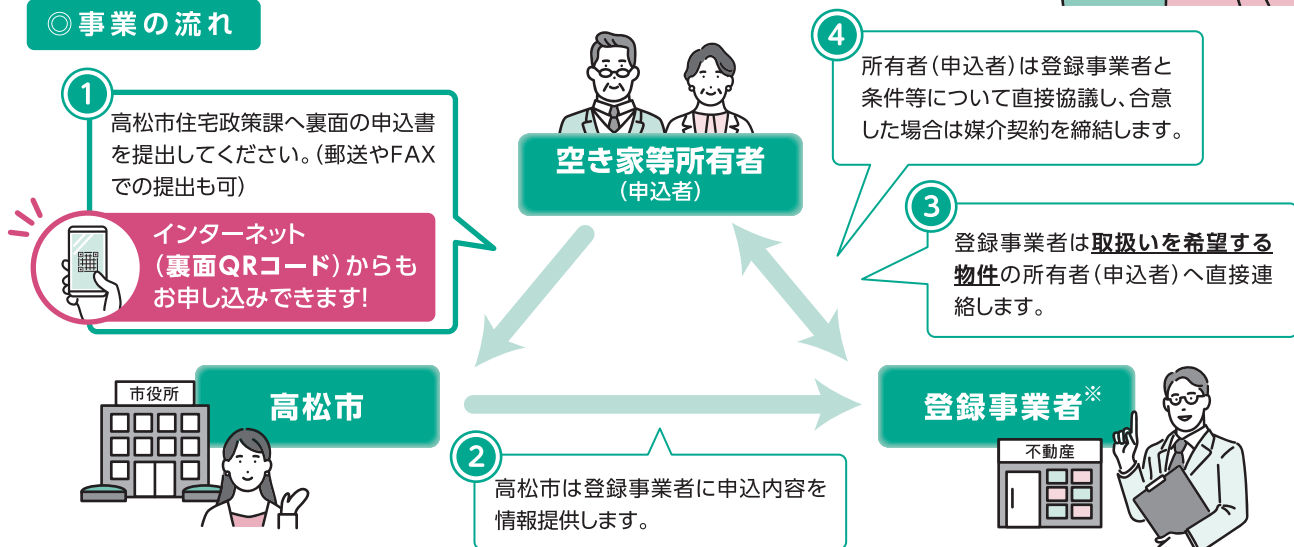 ◎事業の流れ
1
高松市住宅政策課へ裏面の申込書
を提出してください。(郵送やFAX
での提出も可)
インターネット
(裏面QRコード)からも
お申し込みできます!
空き家等所有者
(申込者)
4
所有者(申込者)は登録事業者と
条件等について直接協議し、合意
した場合は媒介契約を締結します。
3
登録事業者は取扱いを希望する
物件の所有者(申込者)へ直接連
絡します。
市役所
高松市
登録事業者※
不動産
2
高松市は登録事業者に申込内容を
情報提供します。